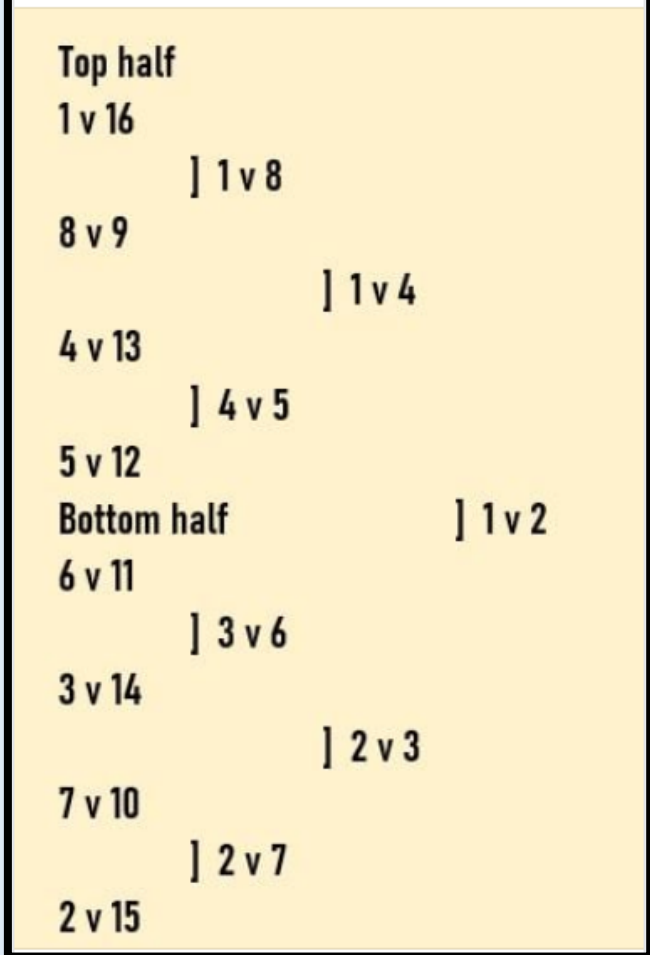 Top half
1 v 16
] 1 v 8
8 v 9
] 1 v 4
4 v 13
] 4 v 5
5 v 12
Bottom half ] 1 v 2
6 v 11
] 3 v 6
3 v 14
] 2 v 3
7 v 10
] 2 v 7
2 v 15